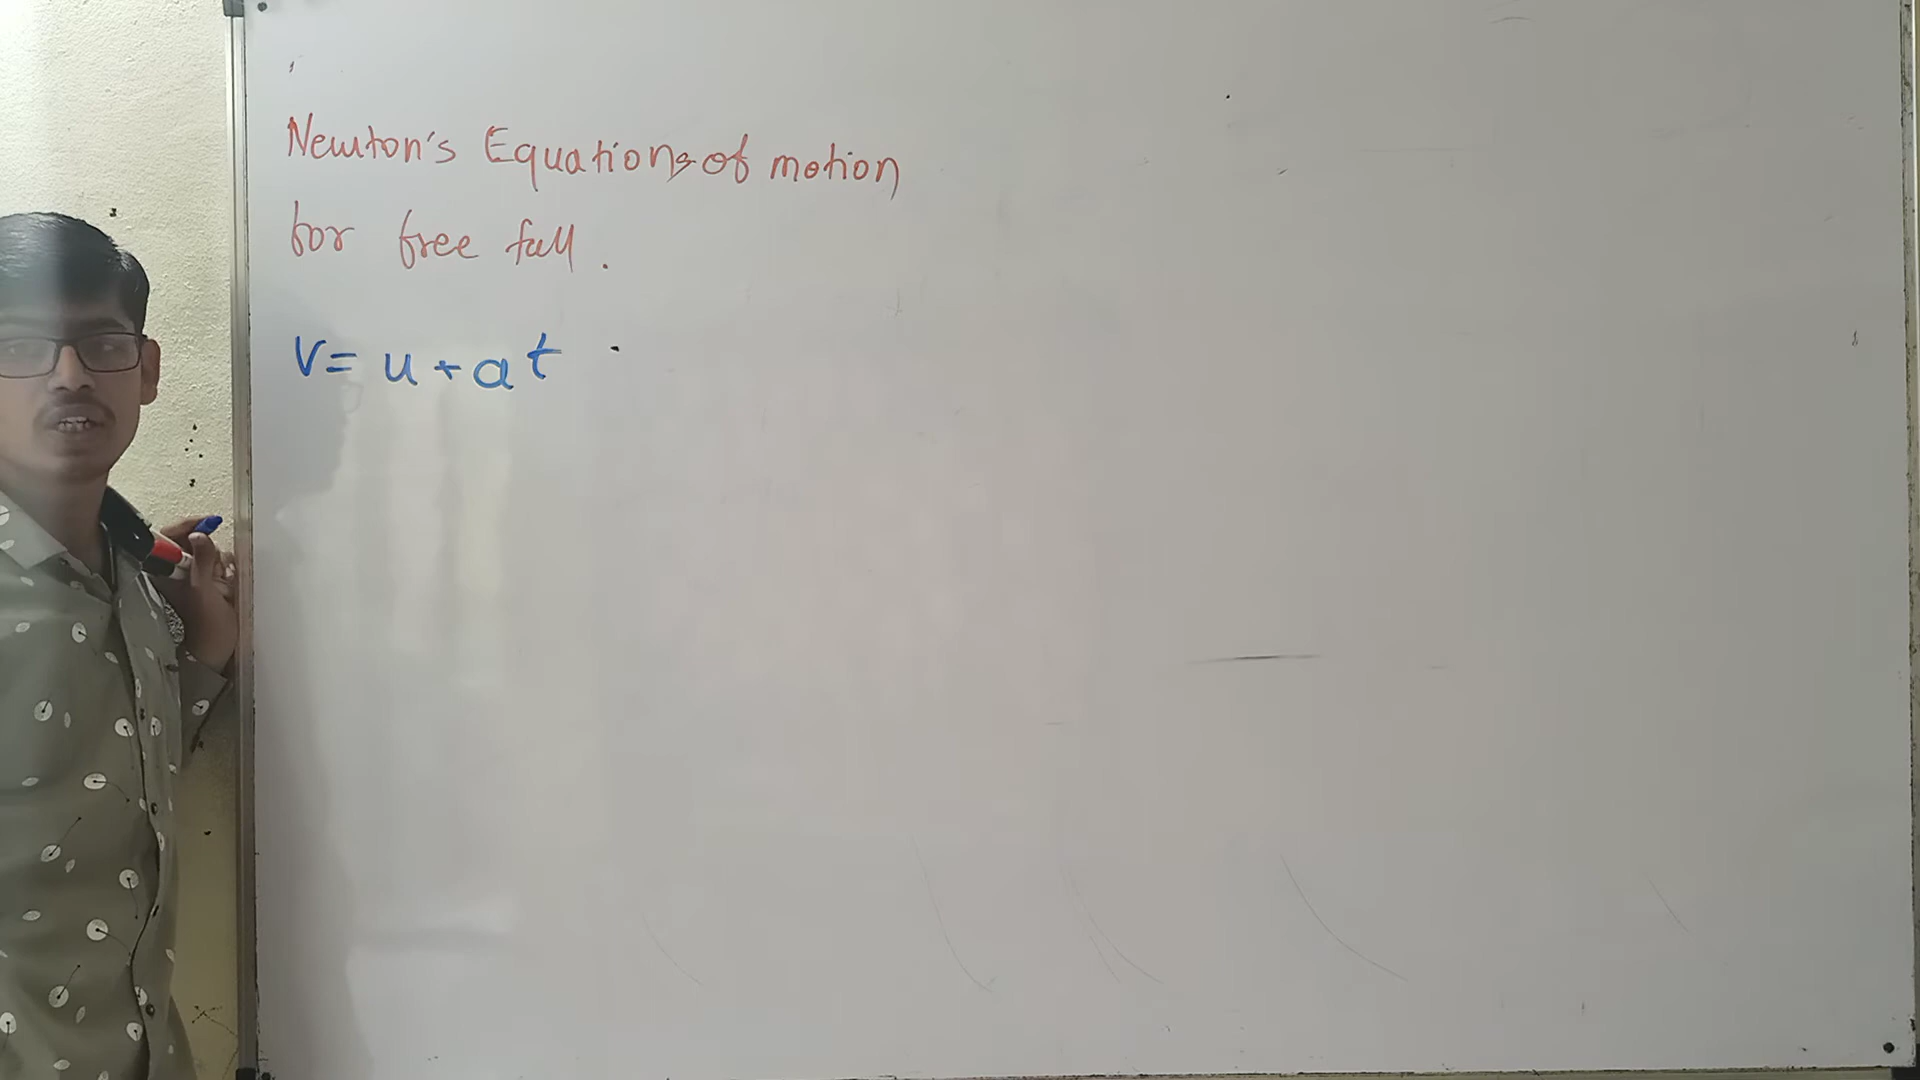 Newton's Equations of motion
for free fall.
v = u + at